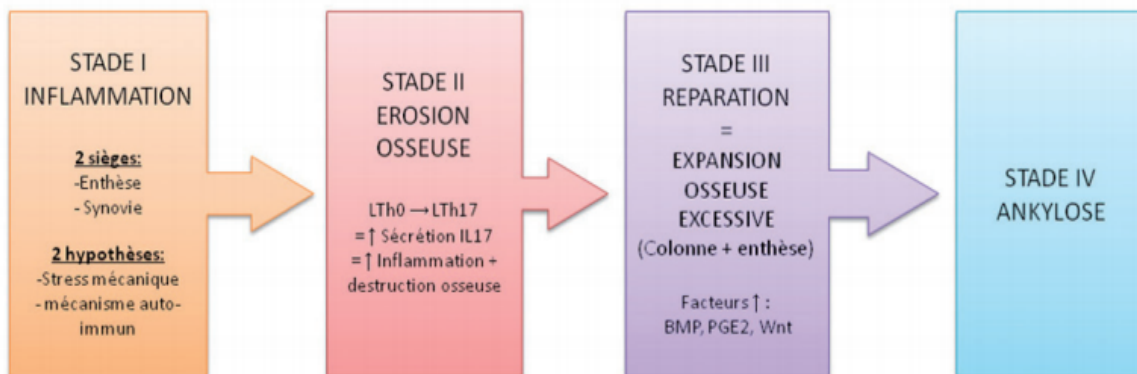 STADE I
INFLAMMATION
2 sièges:
-Enthèse
- Synovie
2 hypothèses:
-Stress mécanique
- mécanisme auto-
immun
STADE II
EROSION
OSSEUSE
LTh0 → LTh17
=↑ Sécrétion IL17
=↑ Inflammation +
destruction osseuse
STADE III
REPARATION
=
EXPANSION
OSSEUSE
EXCESSIVE
(Colonne + enthèse)
Facteurs ↑ :
BMP, PGE2, Wnt
STADE IV
ANKYLOSE